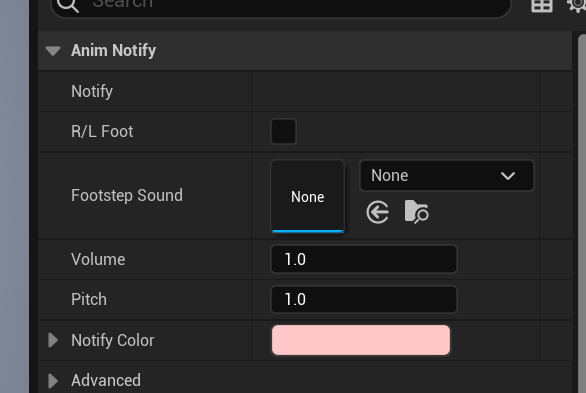 Search
Anim Notify
Notify
R/L Foot
Footstep Sound
None
None
Volume
1.0
Pitch
1.0
Notify Color
Advanced